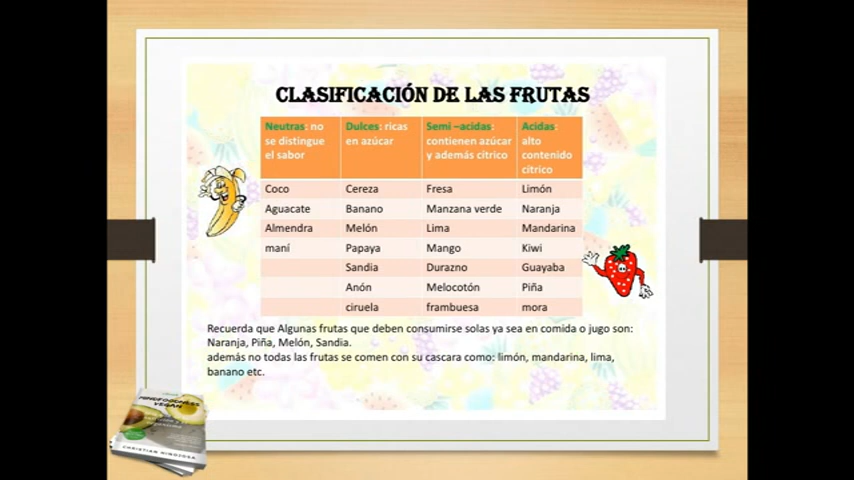 CLASIFICACIÓN DE LAS FRUTAS
Neutras: no se distingue el sabor
Dulces: ricas en azúcar
Semi –acidas: contienen azúcar y además cítrico
Acidas: alto contenido cítrico
Coco Cereza Fresa Limón
Aguacate Banano Manzana verde Naranja
Almendra Melón Lima Mandarina
maní Papaya Mango Kiwi
Sandia Durazno Guayaba
Anón Melocotón Piña
ciruela frambuesa mora
Recuerda que Algunas frutas que deben consumirse solas ya sea en comida o jugo son:
Naranja, Piña, Melón, Sandia.
además no todas las frutas se comen con su cascara como: limón, mandarina, lima,
banano etc.
VEGAN
CHRISTIAN HINOJOSA